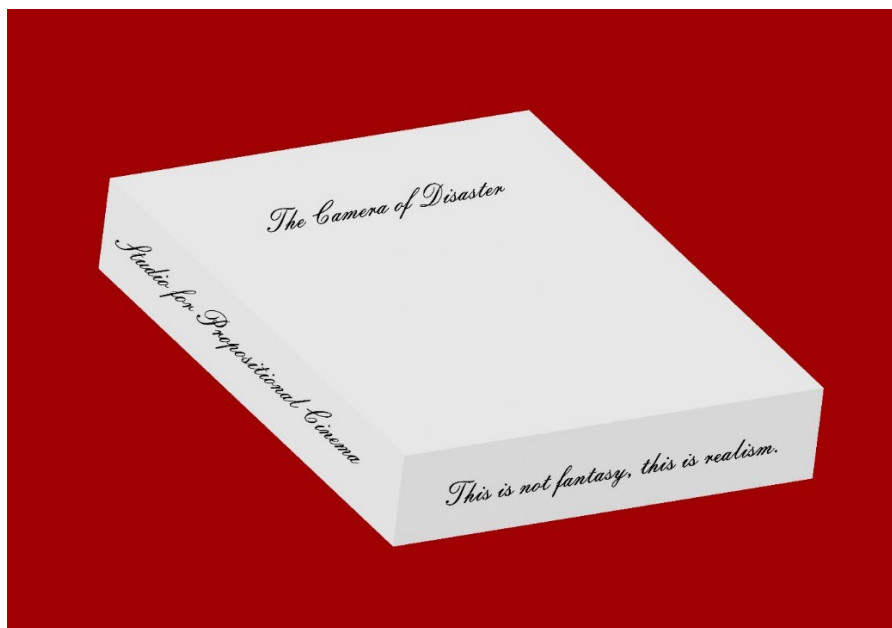 The Camera of Disaster
Studio for Propositional Cinema
This is not fantasy, this is realism.